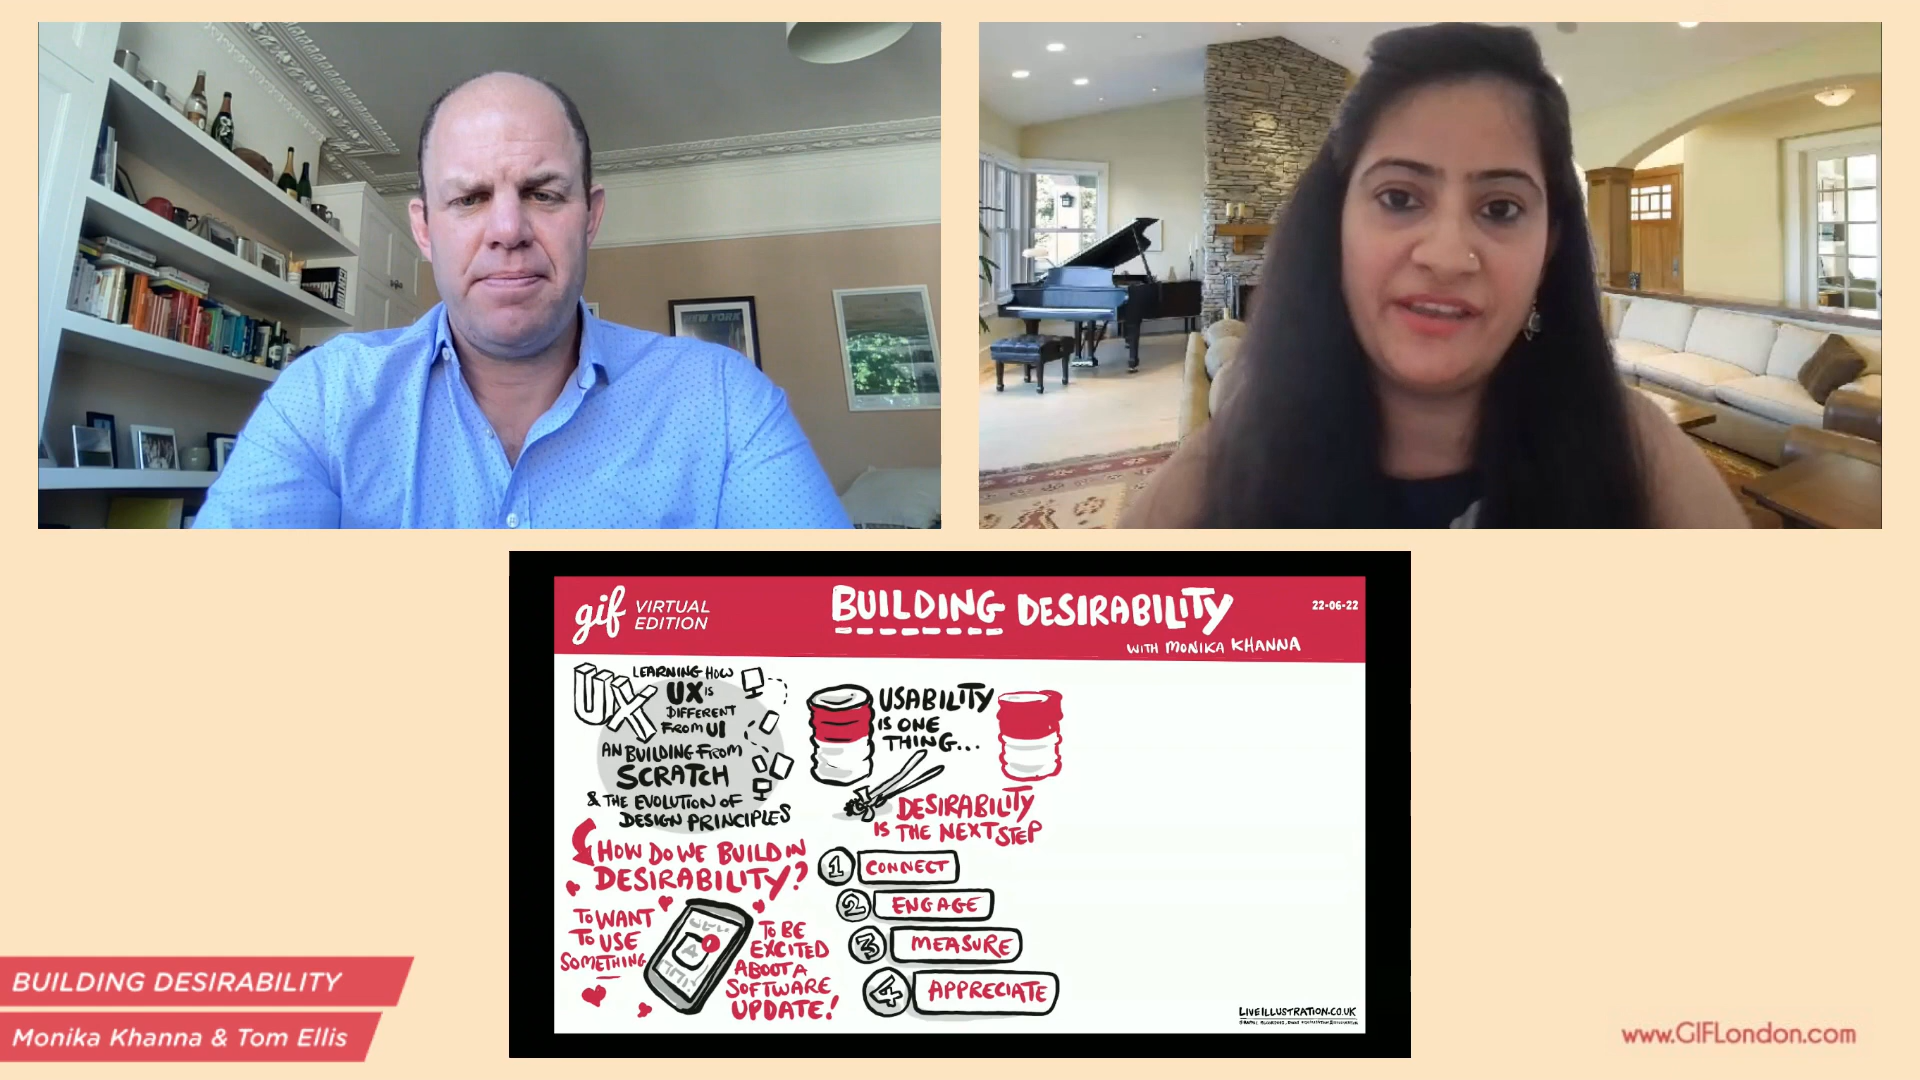 NEW YORK
gif VIRTUAL
EDITION
BUILDING DESIRABILITY
WITH MONIKA KHANNA
22-06-22
UX
LEARNING HOW
UX IS
DIFFERENT
FROM UI
AN BUILDING FROM
SCRATCH
& THE EVOLUTION OF
DESIGN PRINCIPLES
HOW DO WE BUILD IN
DESIRABILITY?
TO WANT
TO USE
SOMETHING
TO BE
EXCITED
ABOUT A
SOFTWARE
UPDATE!
USABILITY
IS ONE
THING...
DESIRABILITY
IS THE NEXT STEP
1 CONNECT
2 ENGAGE
3 MEASURE
4 APPRECIATE
LIVEILLUSTRATION.CO.UK
BUILDING DESIRABILITY
Monika Khanna & Tom Ellis
www.GIFLondon.com